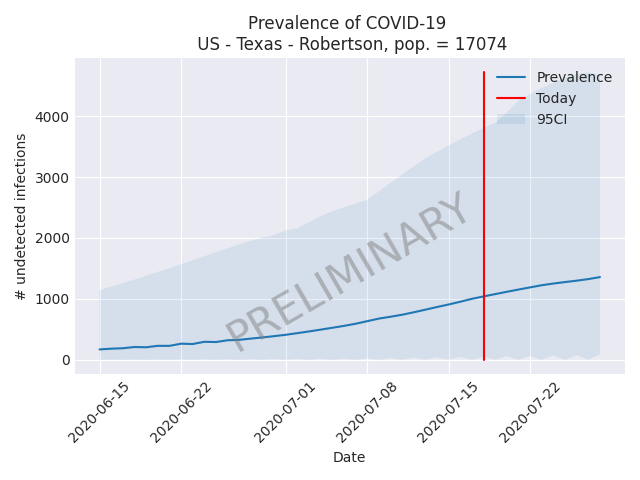 Prevalence of COVID-19
US - Texas - Robertson, pop. = 17074
Prevalence
Today
95CI
4000
3000
2000
1000
0
# undetected infections
PRELIMINARY
2020-06-15
2020-06-22
2020-07-01
2020-07-08
2020-07-15
2020-07-22
Date